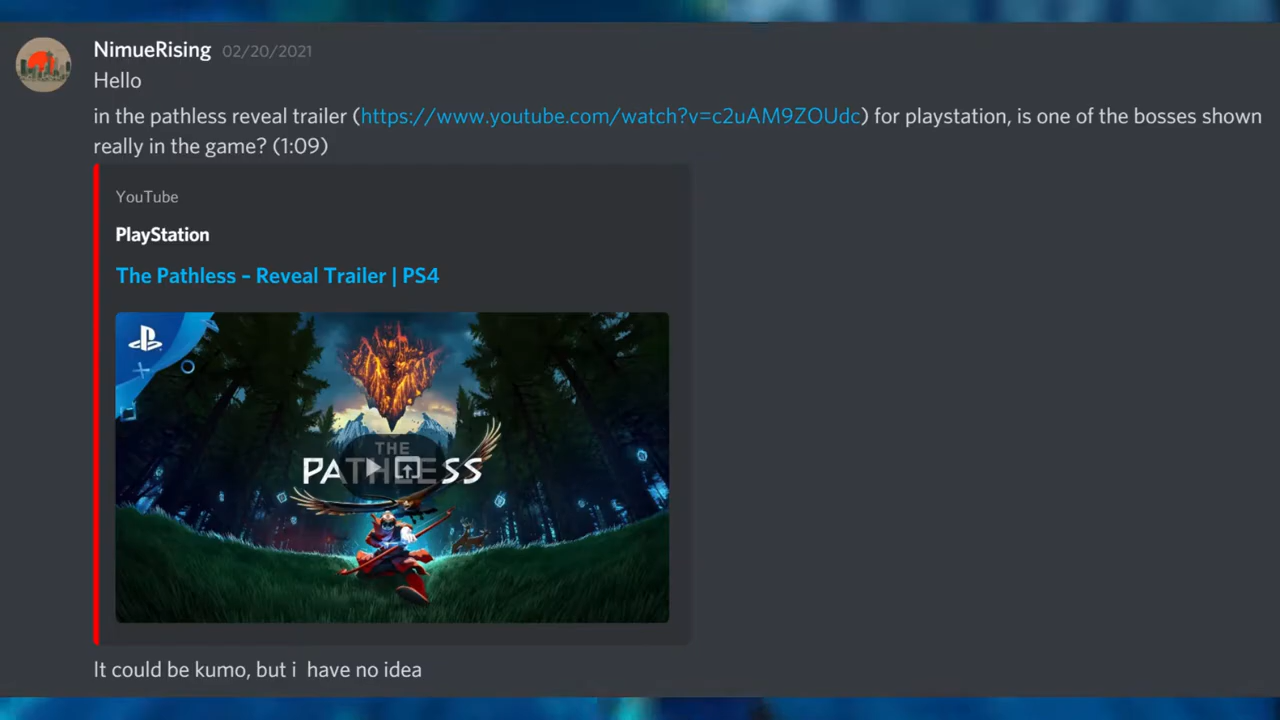 NimueRising 02/20/2021
Hello
in the pathless reveal trailer (https://www.youtube.com/watch?v=c2uAM9ZOUdc) for playstation, is one of the bosses shown
really in the game? (1:09)
YouTube
PlayStation
The Pathless – Reveal Trailer | PS4
THE
PATHLESS
It could be kumo, but i have no idea